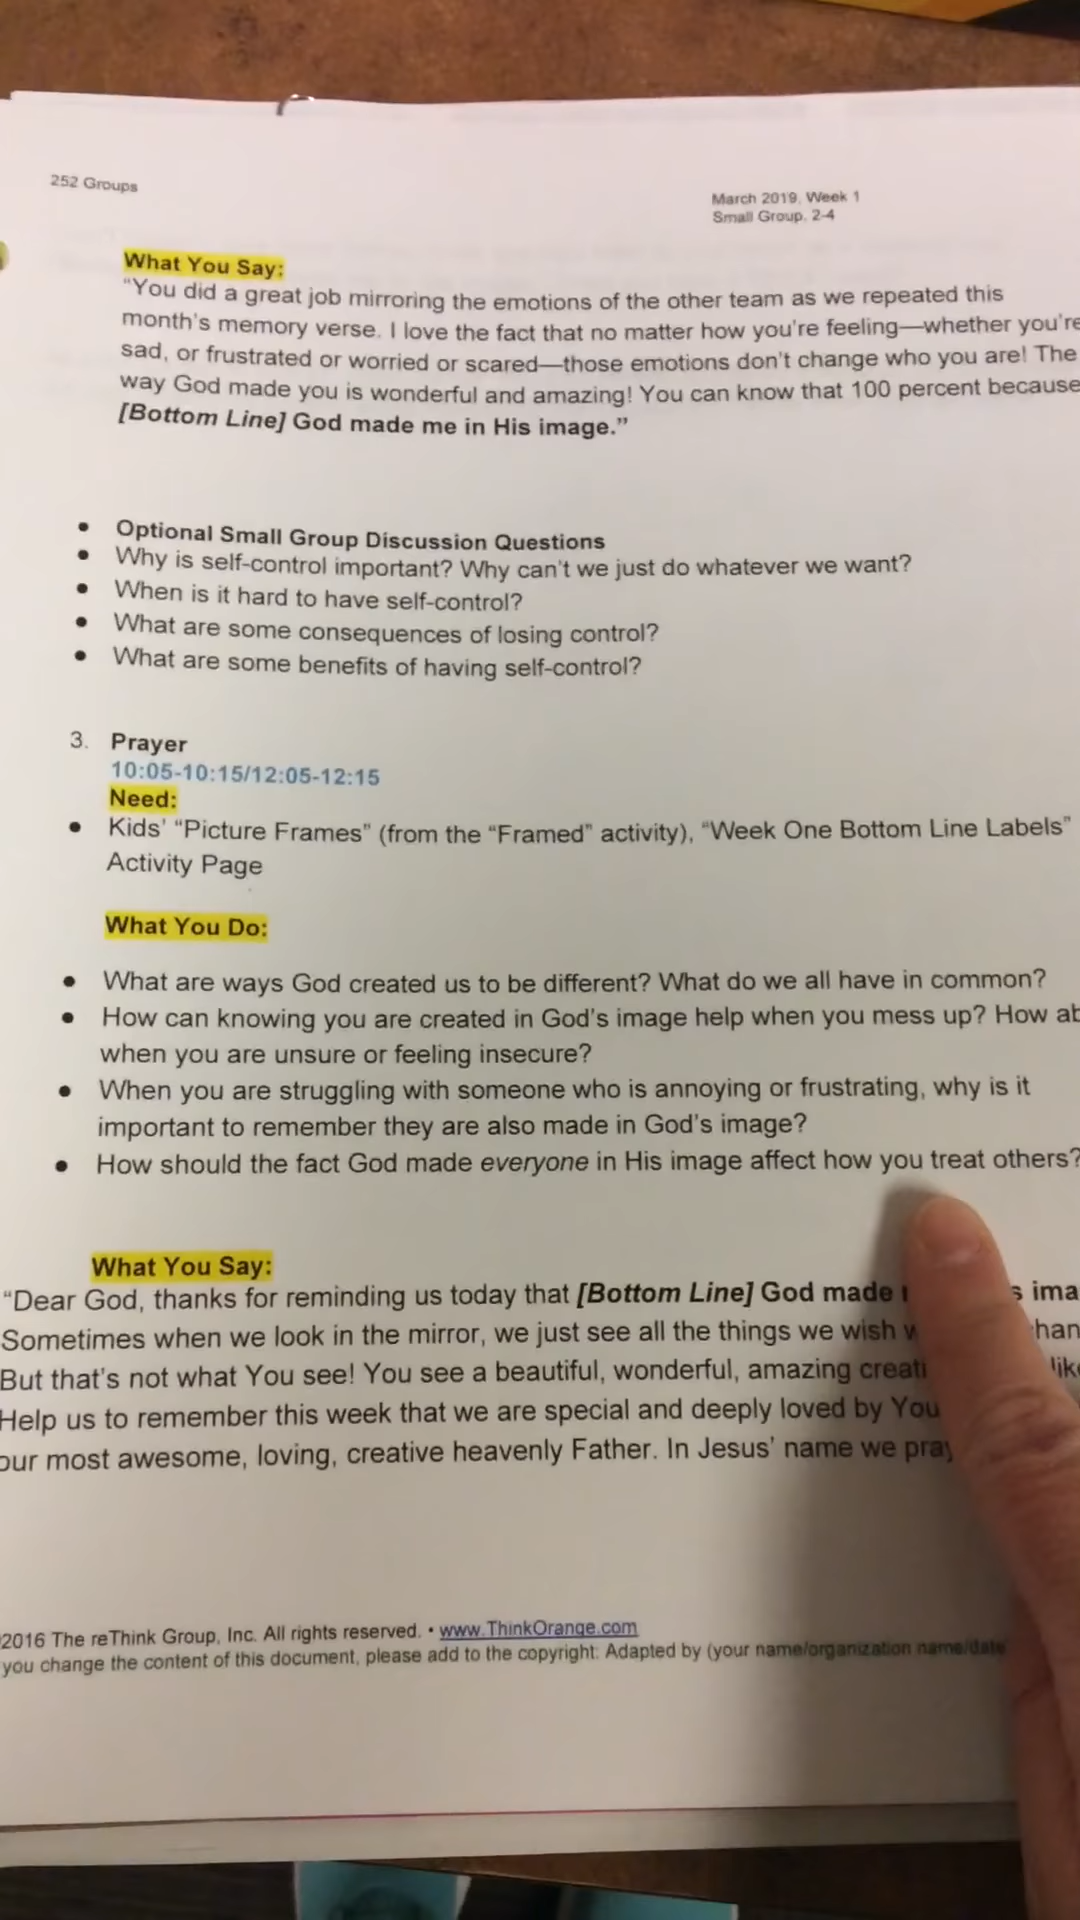 252 Groups
March 2019, Week 1
Small Group, 2-4
What You Say:
“You did a great job mirroring the emotions of the other team as we repeated this
month’s memory verse. I love the fact that no matter how you’re feeling—whether you’re
sad, or frustrated or worried or scared—those emotions don’t change who you are! The
way God made you is wonderful and amazing! You can know that 100 percent because
[Bottom Line] God made me in His image.”
• Optional Small Group Discussion Questions
• Why is self-control important? Why can’t we just do whatever we want?
• When is it hard to have self-control?
• What are some consequences of losing control?
• What are some benefits of having self-control?
3. Prayer
10:05-10:15/12:05-12:15
Need:
• Kids’ “Picture Frames” (from the “Framed” activity), “Week One Bottom Line Labels”
Activity Page
What You Do:
• What are ways God created us to be different? What do we all have in common?
• How can knowing you are created in God’s image help when you mess up? How
when you are unsure or feeling insecure?
• When you are struggling with someone who is annoying or frustrating, why is it
important to remember they are also made in God’s image?
• How should the fact God made everyone in His image affect how you treat others?
What You Say:
“Dear God, thanks for reminding us today that [Bottom Line] God made
Sometimes when we look in the mirror, we just see all the things we wish
But that’s not what You see! You see a beautiful, wonderful, amazing
Help us to remember this week that we are special and deeply loved by You
our most awesome, loving, creative heavenly Father. In Jesus’ name we pray
2016 The reThink Group, Inc. All rights reserved. • www.ThinkOrange.com
you change the content of this document, please add to the copyright: Adapted by (your name/organization name/date